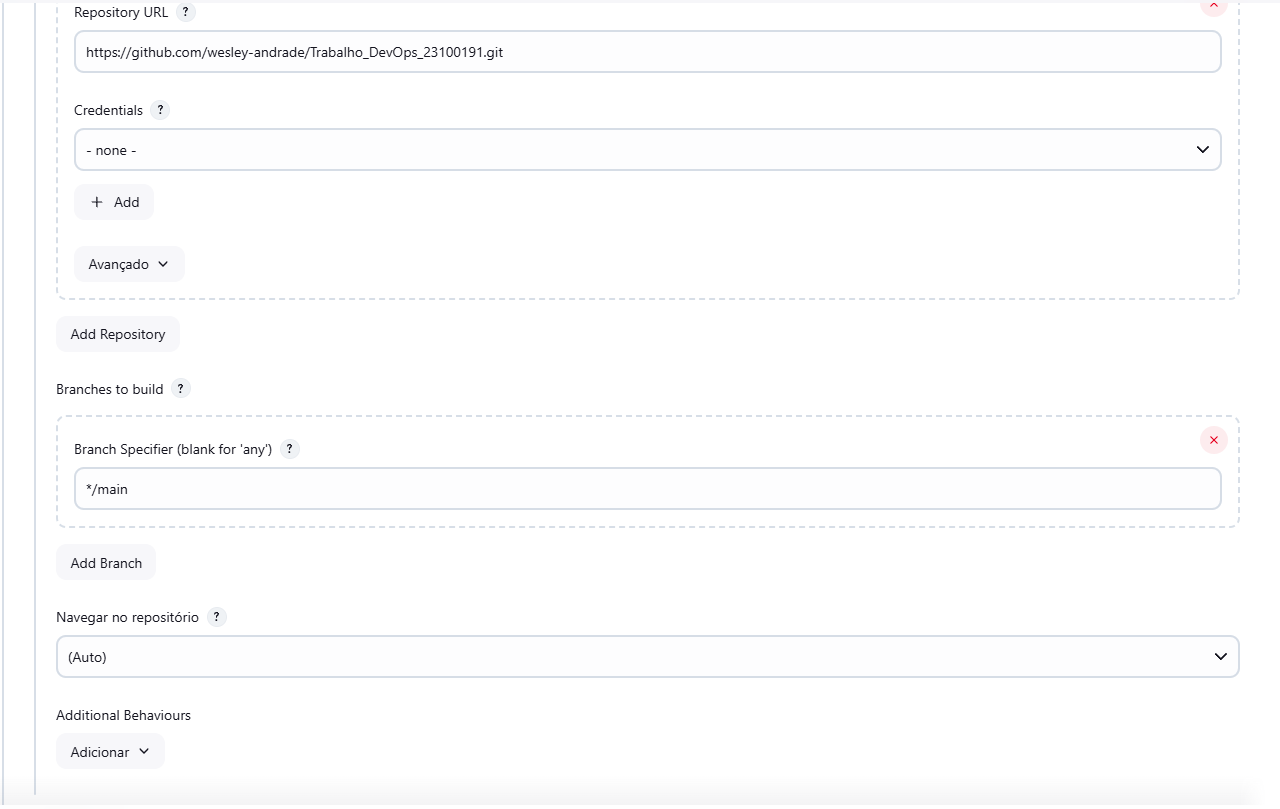 Repository URL ?
https://github.com/wesley-andrade/Trabalho_DevOps_23100191.git
Credentials ?
- none -
+ Add
Avançado
Add Repository
Branches to build ?
Branch Specifier (blank for 'any') ?
*/main
Add Branch
Navegar no repositório ?
(Auto)
Additional Behaviours
Adicionar